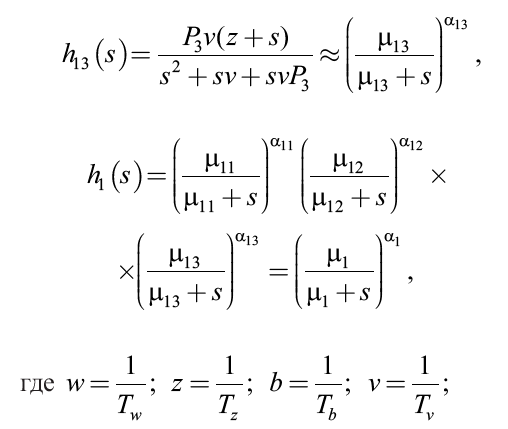 h₁₃(s) = P₃v(z + s) / (s² + sv + svP₃) ≈ (μ₁₃ / (μ₁₃ + s))^α₁₃ ,
h₁(s) = (μ₁₁ / (μ₁₁ + s))^α₁₁ (μ₁₂ / (μ₁₂ + s))^α₁₂ ×
× (μ₁₃ / (μ₁₃ + s))^α₁₃ = (μ₁ / (μ₁ + s))^α₁ ,
где w = 1/T_w; z = 1/T_z; b = 1/T_b; v = 1/T_v;